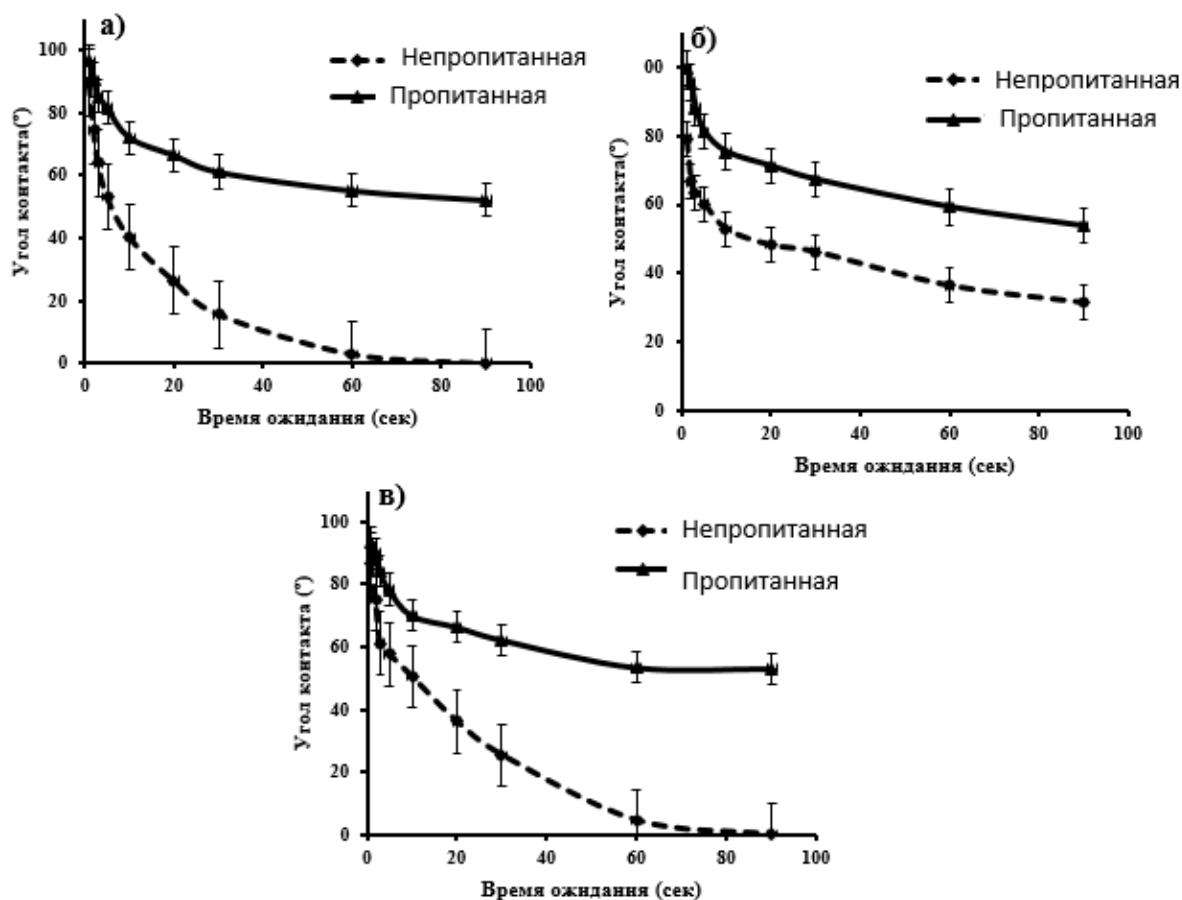 а)
Непропитанная
Пропитанная
Угол контакта(°)
100
80
60
40
20
0
0 20 40 60 80 100
Время ожидания (сек)
б)
Непропитанная
Пропитанная
Угол контакта(°)
00
80
60
40
20
0
0 20 40 60 80 100
Время ожидания (сек)
в)
Непропитанная
Пропитанная
Угол контакта (°)
100
80
60
40
20
0
0 20 40 60 80 100
Время ожидания (сек)